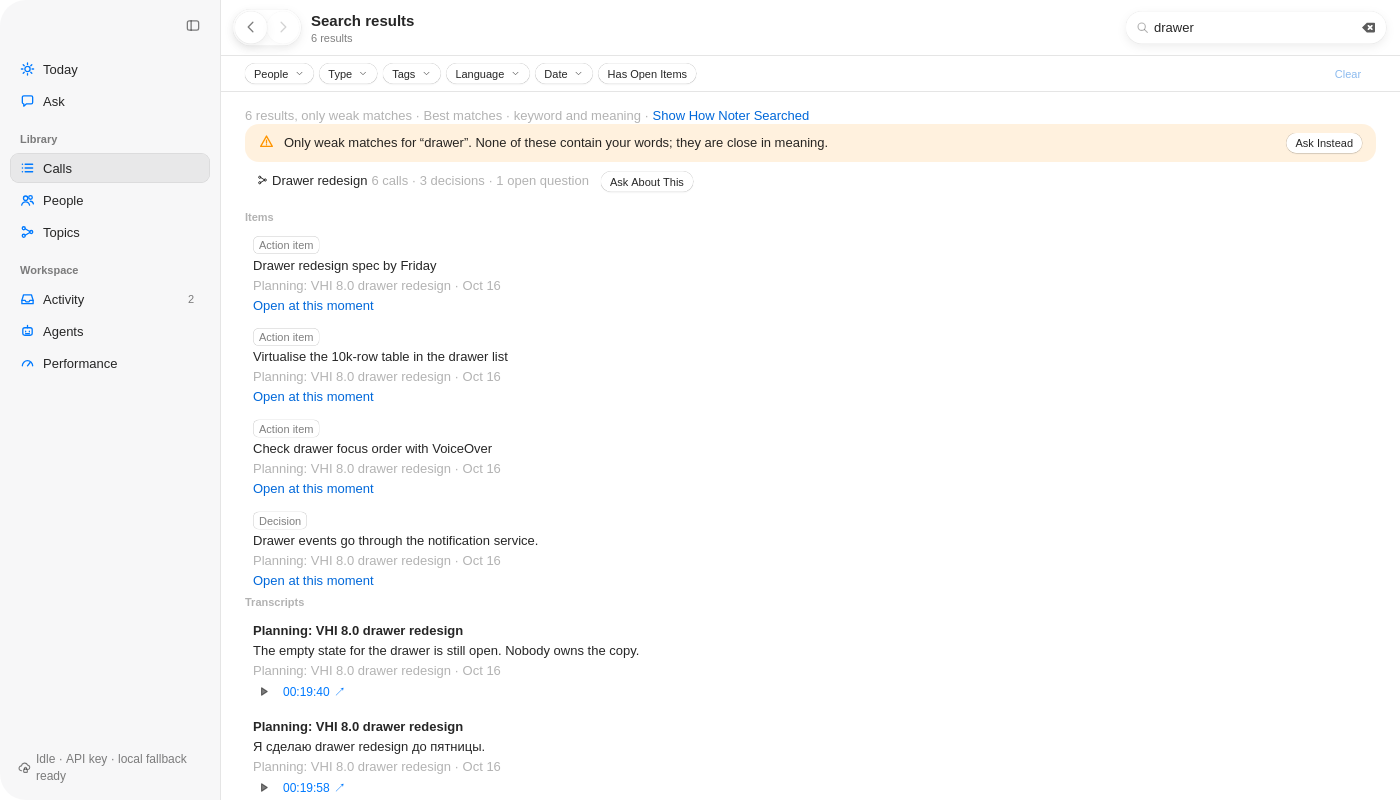 Search results
6 results
drawer
Today
Ask
Library
Calls
People
Topics
Workspace
Activity 2
Agents
Performance
Idle · API key · local fallback
ready
People Type Tags Language Date Has Open Items Clear
6 results, only weak matches · Best matches · keyword and meaning · Show How Noter Searched
Only weak matches for “drawer”. None of these contain your words; they are close in meaning. Ask Instead
Drawer redesign 6 calls · 3 decisions · 1 open question Ask About This
Items
Action item
Drawer redesign spec by Friday
Planning: VHI 8.0 drawer redesign · Oct 16
Open at this moment
Action item
Virtualise the 10k-row table in the drawer list
Planning: VHI 8.0 drawer redesign · Oct 16
Open at this moment
Action item
Check drawer focus order with VoiceOver
Planning: VHI 8.0 drawer redesign · Oct 16
Open at this moment
Decision
Drawer events go through the notification service.
Planning: VHI 8.0 drawer redesign · Oct 16
Open at this moment
Transcripts
Planning: VHI 8.0 drawer redesign
The empty state for the drawer is still open. Nobody owns the copy.
Planning: VHI 8.0 drawer redesign · Oct 16
00:19:40
Planning: VHI 8.0 drawer redesign
Я сделаю drawer redesign до пятницы.
Planning: VHI 8.0 drawer redesign · Oct 16
00:19:58